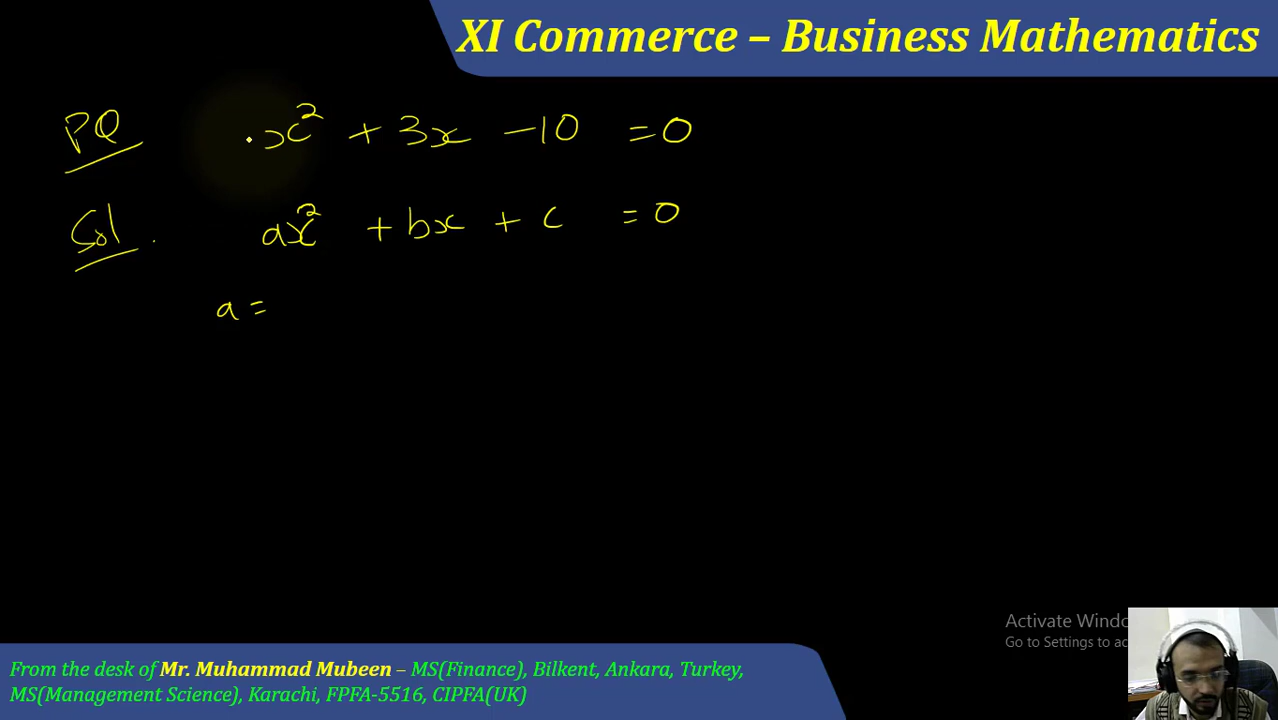 XI Commerce – Business Mathematics
PQ x² + 3x - 10 = 0
Sol. ax² + bx + c = 0
a =
Activate Windo
Go to Settings to ac
From the desk of Mr. Muhammad Mubeen – MS(Finance), Bilkent, Ankara, Turkey,
MS(Management Science), Karachi, FPFA-5516, CIPFA(UK)